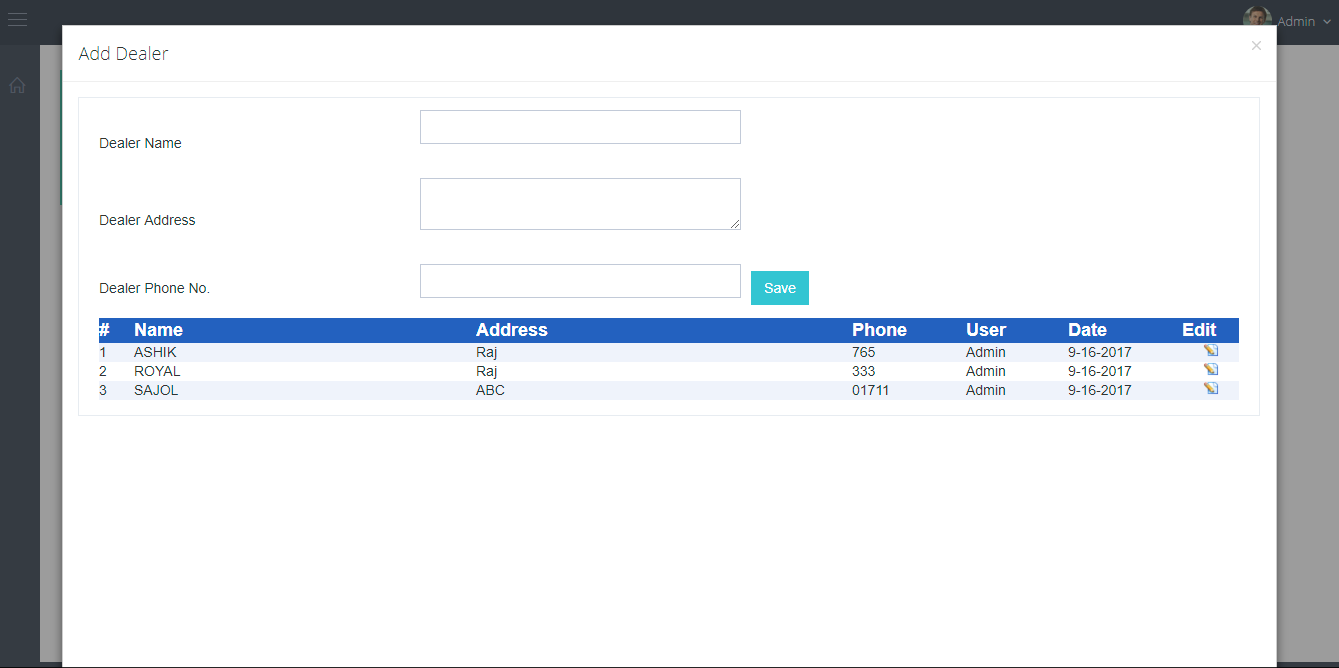 Admin
Add Dealer
×
Dealer Name
Dealer Address
Dealer Phone No.
Save
# Name Address Phone User Date Edit
1 ASHIK Raj 765 Admin 9-16-2017
2 ROYAL Raj 333 Admin 9-16-2017
3 SAJOL ABC 01711 Admin 9-16-2017